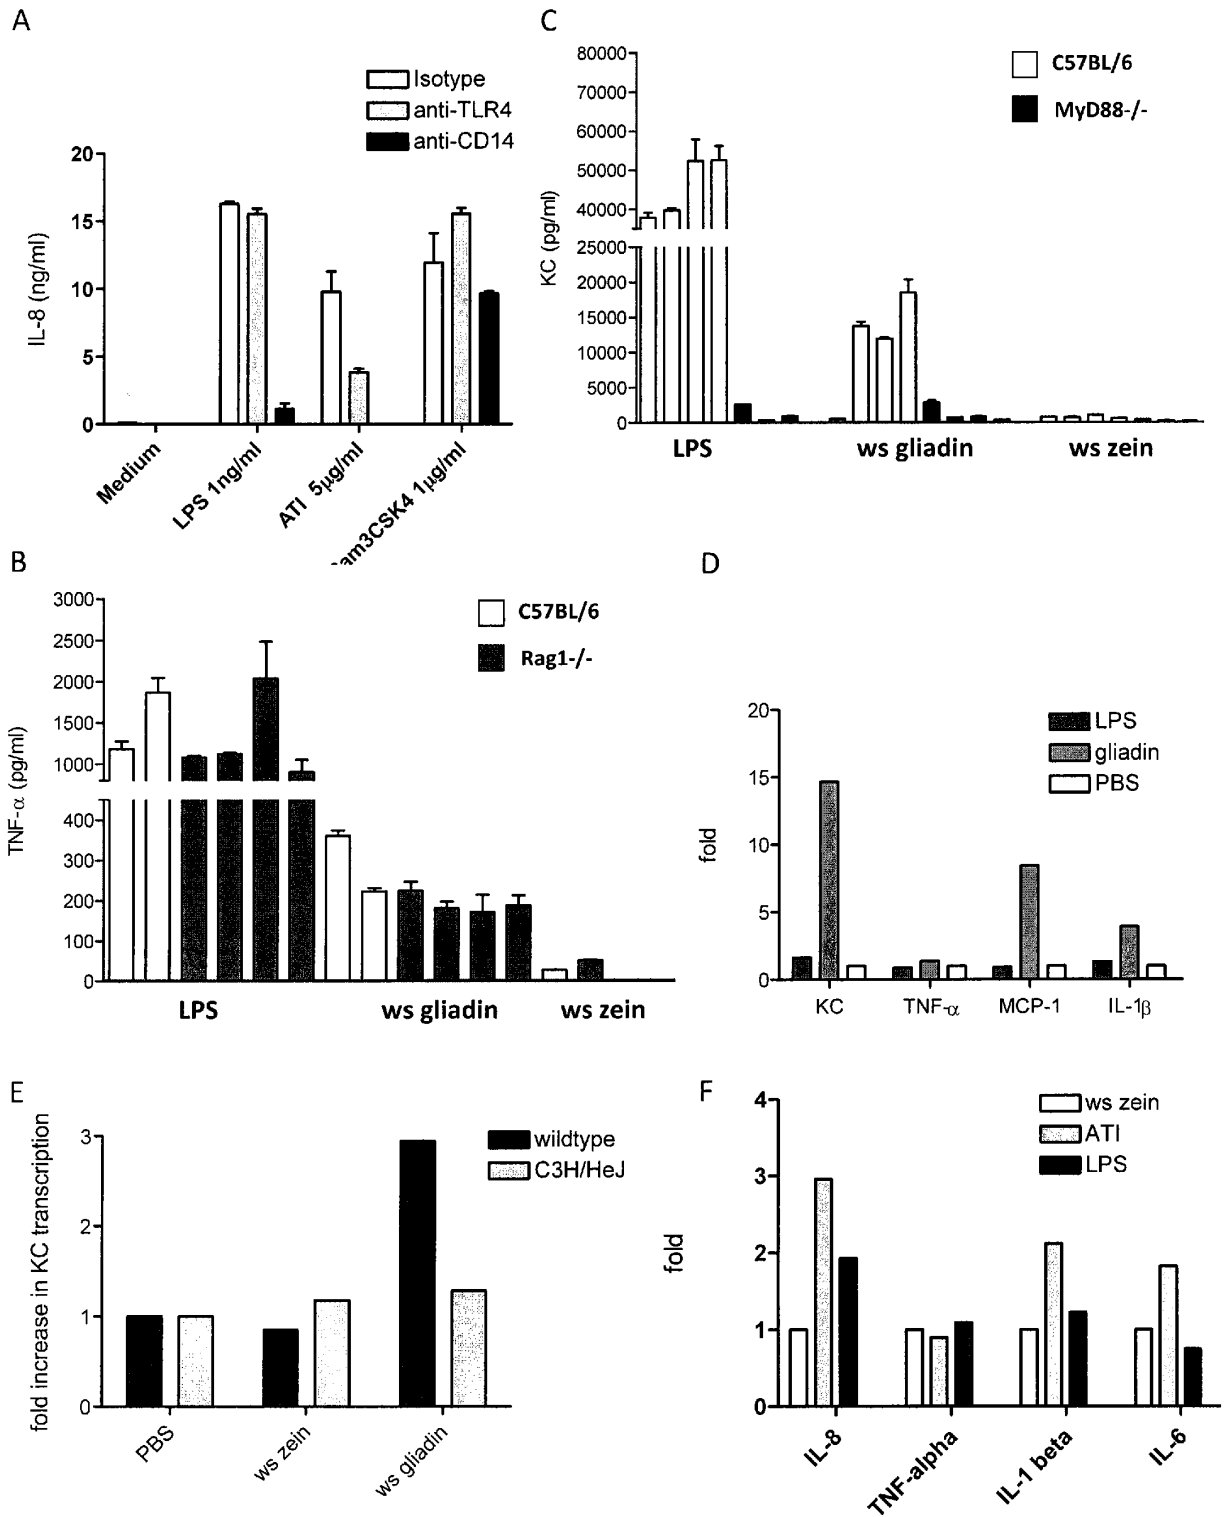 A
Isotype
anti-TLR4
anti-CD14
20
15
10
5
0
IL-8 (ng/ml)
Medium
LPS 1ng/ml
ATI 5µg/ml
am3CSK4 1µg/ml
C
C57BL/6
MyD88-/-
80000
70000
60000
50000
40000
30000
25000
20000
15000
10000
5000
0
KC (pg/ml)
LPS
ws gliadin
ws zein
B
C57BL/6
Rag1-/-
3000
2500
2000
1500
1000
400
300
200
100
0
TNF-α (pg/ml)
LPS
ws gliadin
ws zein
D
LPS
gliadin
PBS
20
15
10
5
0
fold
KC
TNF-α
MCP-1
IL-1β
E
wildtype
C3H/HeJ
3
2
1
0
fold increase in KC transcription
PBS
ws zein
ws gliadin
F
ws zein
ATI
LPS
4
3
2
1
0
fold
IL-8
TNF-alpha
IL-1 beta
IL-6